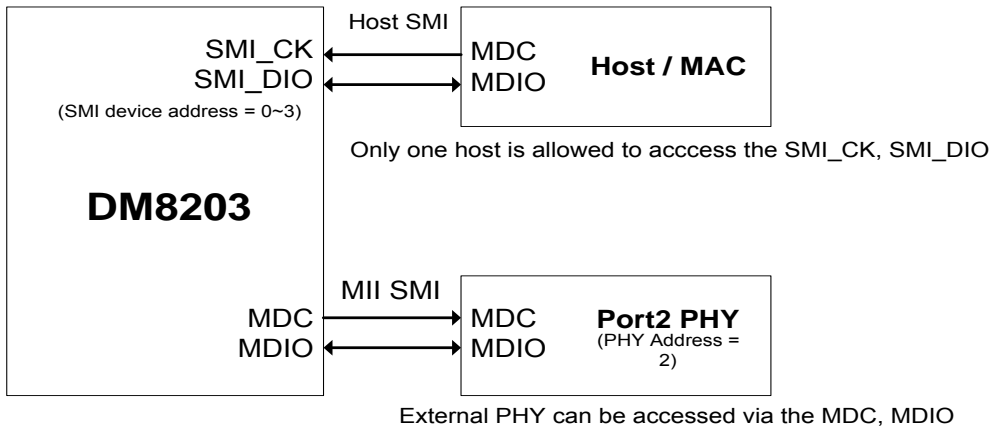 Host SMI
SMI_CK
MDC
SMI_DIO
MDIO
Host / MAC
(SMI device address = 0~3)
Only one host is allowed to acccess the SMI_CK, SMI_DIO
DM8203
MII SMI
MDC
MDC
MDIO
MDIO
Port2 PHY
(PHY Address =
2)
External PHY can be accessed via the MDC, MDIO